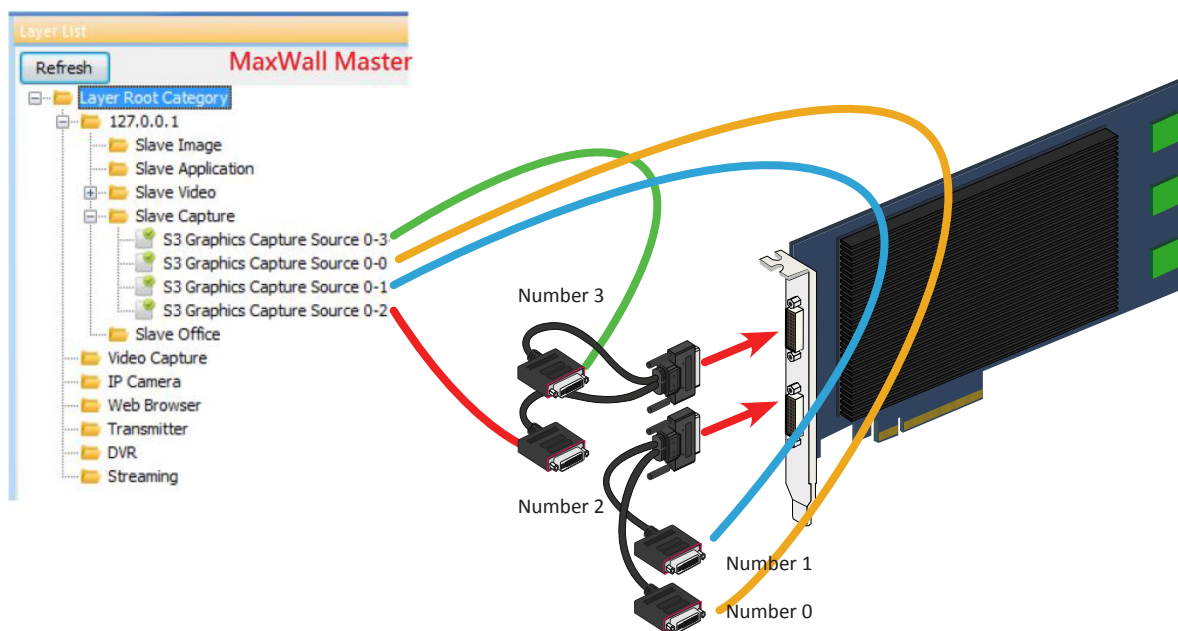 Layer List
Refresh
MaxWall Master
Layer Root Category
127.0.0.1
Slave Image
Slave Application
Slave Video
Slave Capture
S3 Graphics Capture Source 0-3
S3 Graphics Capture Source 0-0
S3 Graphics Capture Source 0-1
S3 Graphics Capture Source 0-2
Slave Office
Video Capture
IP Camera
Web Browser
Transmitter
DVR
Streaming
Number 3
Number 2
Number 1
Number 0